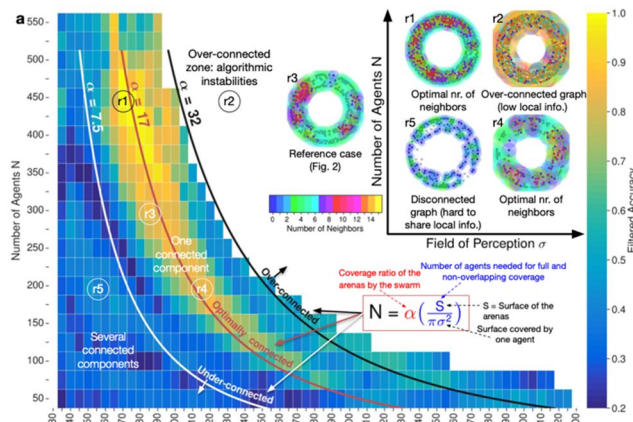 a
550
500
450
400
350
300
250
200
150
100
50
Number of Agents N
α = 7.5
α = 17
α = 32
r1
r2
r3
r4
r5
Over-connected
zone: algorithmic
instabilities
One
connected
component
Several
connected
components
Over-connected
Optimally connected
Under-connected
r3
Reference case
(Fig. 2)
0 2 4 6 8 10 12 14
Number of Neighbors
Number of Agents N
r1
Optimal nr. of
neighbors
r2
Over-connected graph
(low local info.)
r5
Disconnected
graph (hard to
share local info.)
r4
Optimal nr. of
neighbors
Field of Perception σ
Coverage ratio of the
arenas by the swarm
Number of agents needed for full and
non-overlapping coverage
N = α(S/πσ²)
S = Surface of the
arenas
Surface covered by
one agent
1.0
0.9
0.8
0.7
0.6
0.5
0.4
0.3
0.2